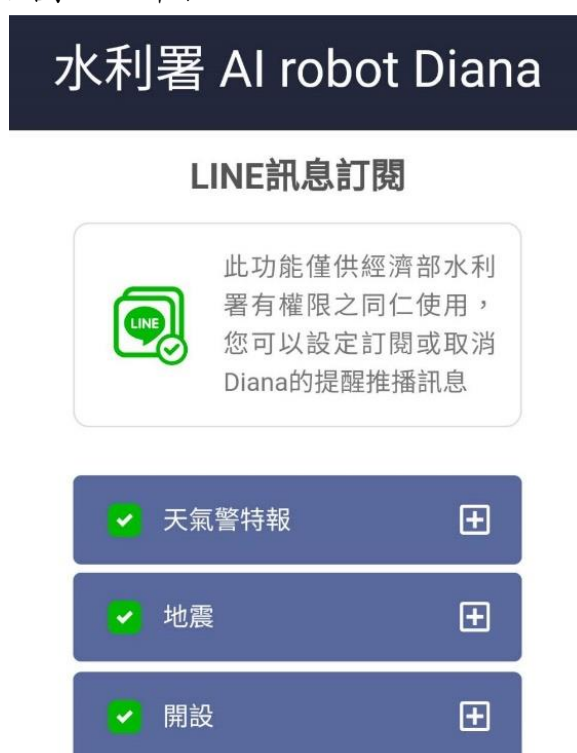 水利署 AI robot Diana
LINE訊息訂閱
LINE
此功能僅供經濟部水利
署有權限之同仁使用，
您可以設定訂閱或取消
Diana的提醒推播訊息
天氣警特報
地震
開設